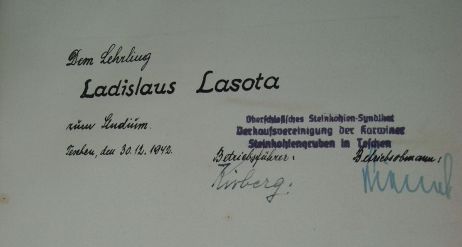 Dem Lehrling
Ladislaus Lasota
zum Studium.
Teschen, den 30.12.1942.
Oberschlesisches Steinkohlen-Syndikat
Verkaufsvereinigung der Karwiner
Steinkohlengruben in Teschen
Betriebsführer: Betriebsobmann:
Kirberg: